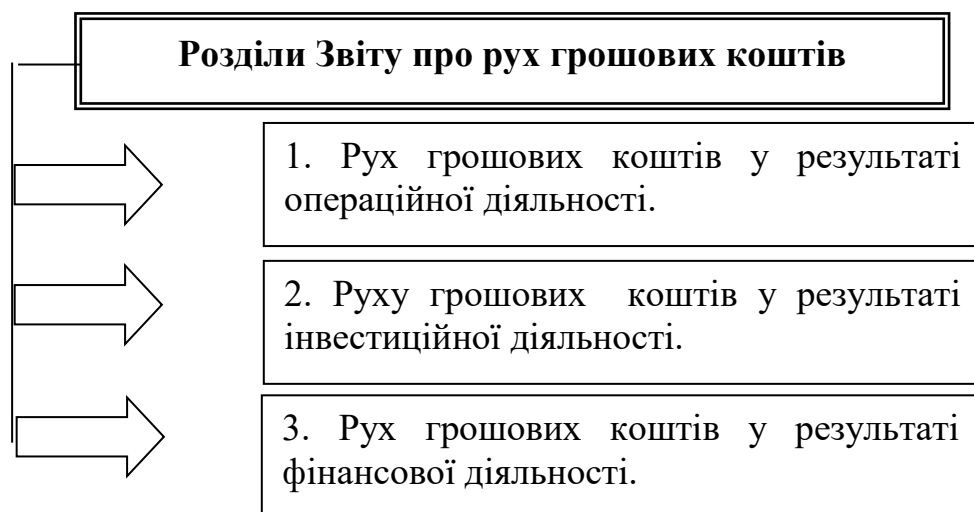 Розділи Звіту про рух грошових коштів
1. Рух грошових коштів у результаті
операційної діяльності.
2. Руху грошових коштів у результаті
інвестиційної діяльності.
3. Рух грошових коштів у результаті
фінансової діяльності.